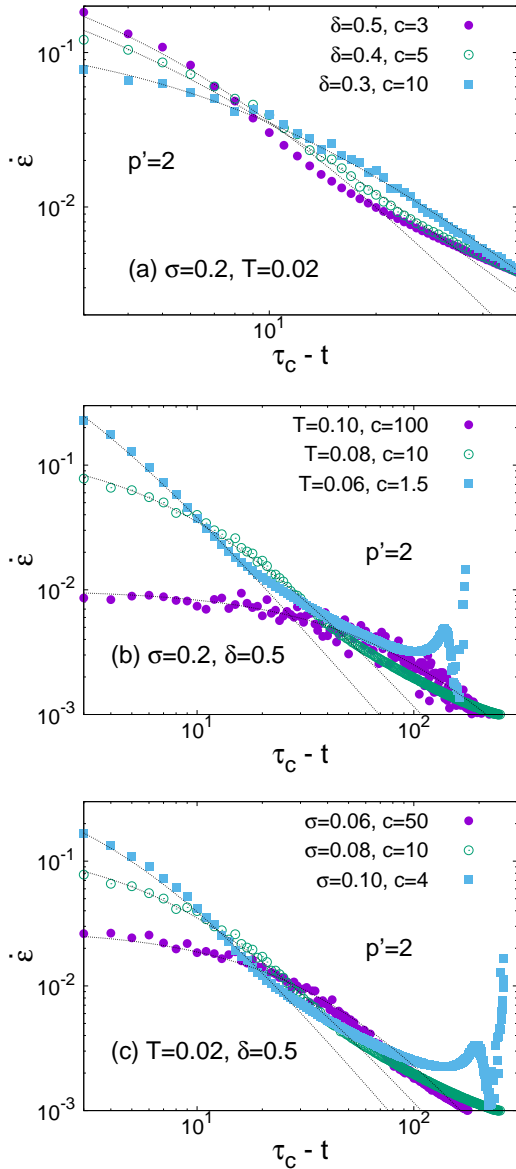 δ=0.5, c=3
δ=0.4, c=5
δ=0.3, c=10
10⁻¹
10⁻²
ε̇
p'=2
(a) σ=0.2, T=0.02
10¹
τ_c - t
T=0.10, c=100
T=0.08, c=10
T=0.06, c=1.5
10⁻¹
10⁻²
10⁻³
ε̇
p'=2
(b) σ=0.2, δ=0.5
10¹
10²
τ_c - t
σ=0.06, c=50
σ=0.08, c=10
σ=0.10, c=4
10⁻¹
10⁻²
10⁻³
ε̇
p'=2
(c) T=0.02, δ=0.5
10¹
10²
τ_c - t